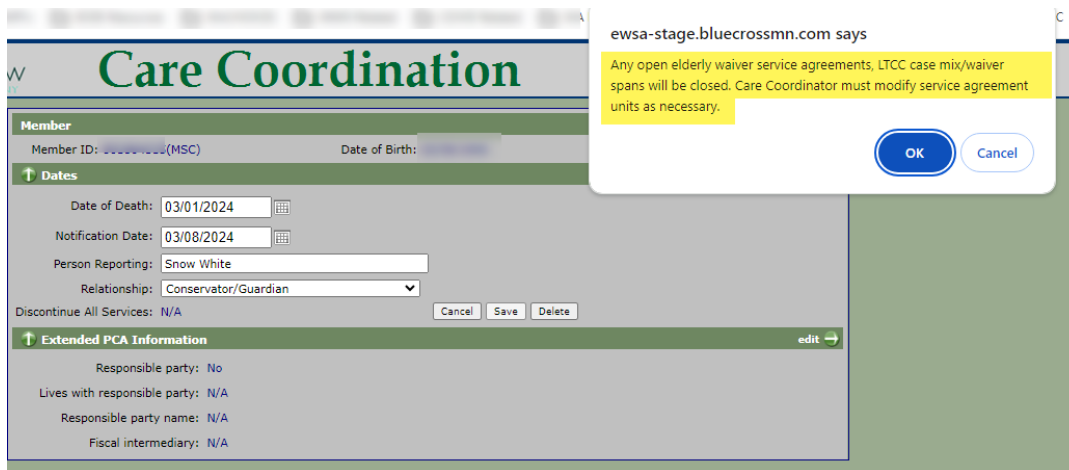 ewsa-stage.bluecrossmn.com says
Any open elderly waiver service agreements, LTCC case mix/waiver
spans will be closed. Care Coordinator must modify service agreement
units as necessary.
OK Cancel
Care Coordination
Member
Member ID: (MSC) Date of Birth:
Dates
Date of Death: 03/01/2024
Notification Date: 03/08/2024
Person Reporting: Snow White
Relationship: Conservator/Guardian
Discontinue All Services: N/A Cancel Save Delete
Extended PCA Information edit
Responsible party: No
Lives with responsible party: N/A
Responsible party name: N/A
Fiscal intermediary: N/A